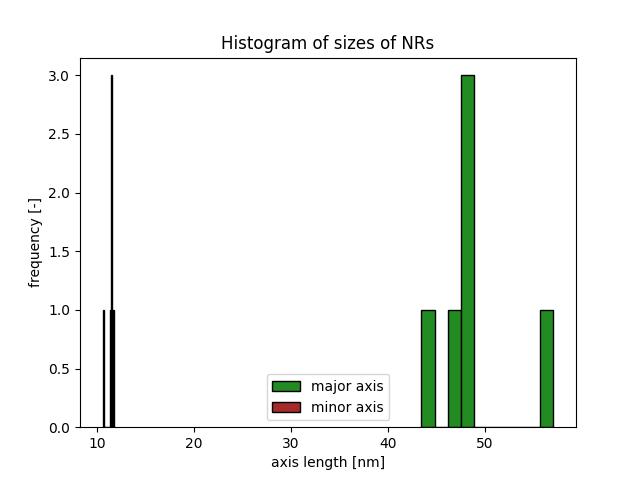 Histogram of sizes of NRs
3.0
2.5
2.0
1.5
1.0
0.5
0.0
frequency [-]
major axis
minor axis
10 20 30 40 50
axis length [nm]